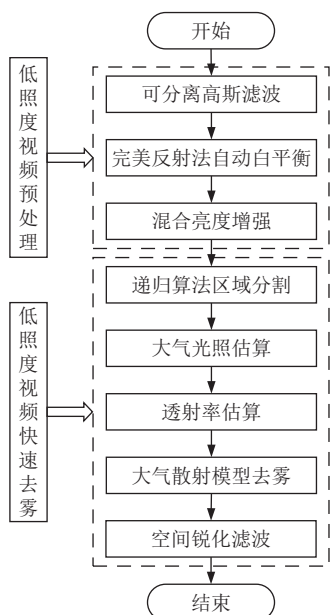 开始
低照度视频预处理
可分离高斯滤波
完美反射法自动白平衡
混合亮度增强
低照度视频快速去雾
递归算法区域分割
大气光照估算
透射率估算
大气散射模型去雾
空间锐化滤波
结束